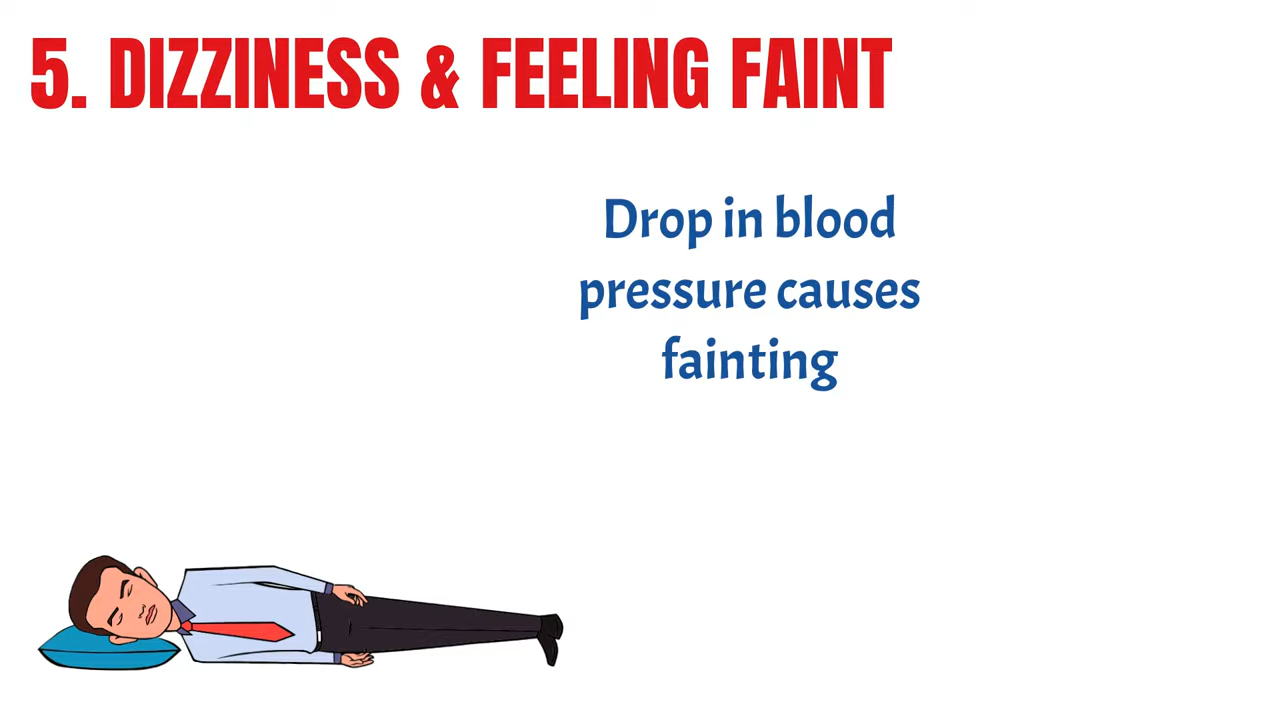 5. DIZZINESS & FEELING FAINT
Drop in blood
pressure causes
fainting